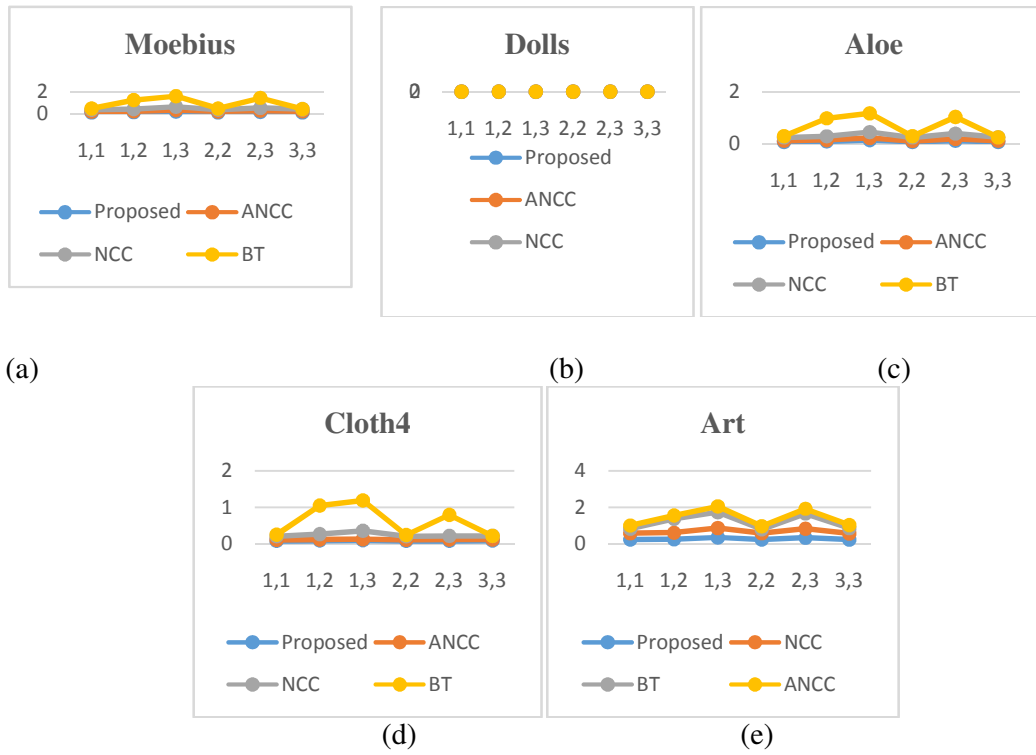 Moebius
2
0
1,1 1,2 1,3 2,2 2,3 3,3
Proposed ANCC
NCC BT
Dolls
2
0
1,1 1,2 1,3 2,2 2,3 3,3
Proposed
ANCC
NCC
Aloe
2
0
1,1 1,2 1,3 2,2 2,3 3,3
Proposed ANCC
NCC BT
(a) (b) (c)
Cloth4
2
1
0
1,1 1,2 1,3 2,2 2,3 3,3
Proposed ANCC
NCC BT
Art
4
2
0
1,1 1,2 1,3 2,2 2,3 3,3
Proposed NCC
BT ANCC
(d) (e)